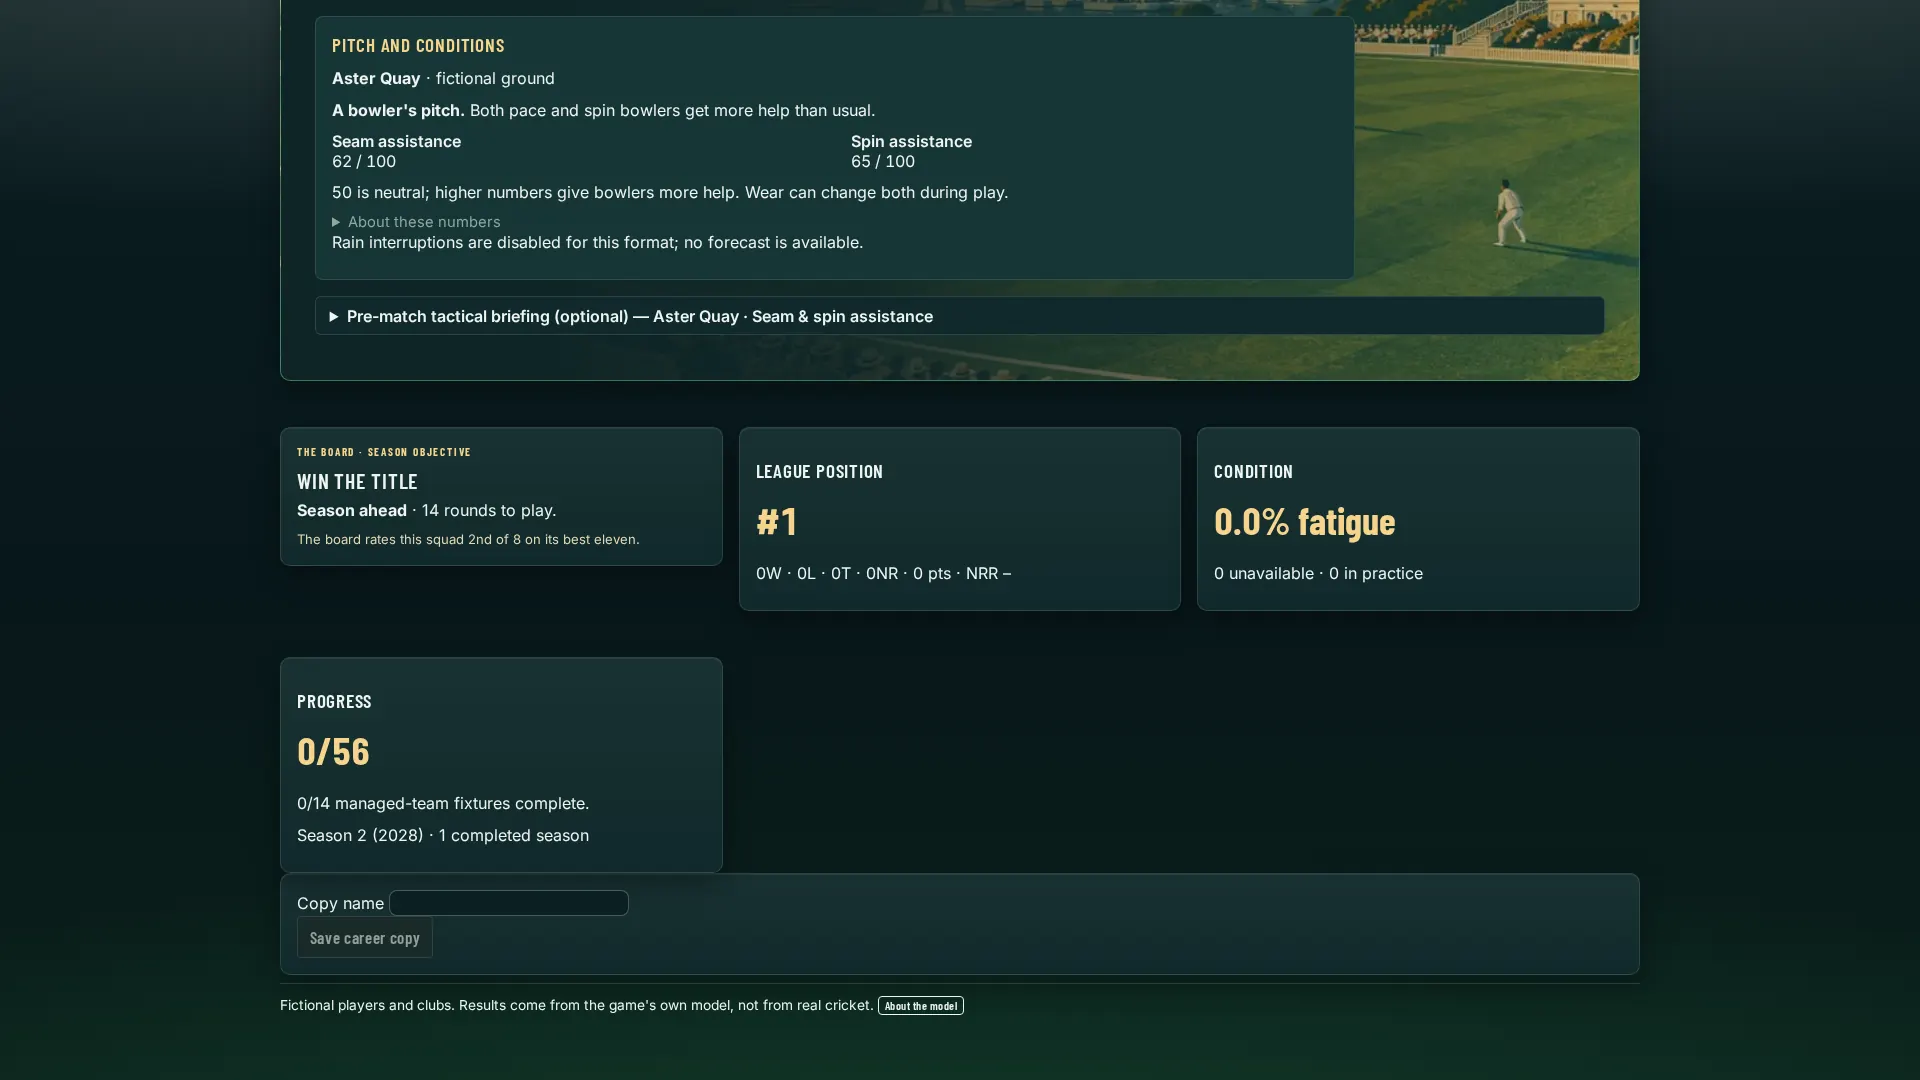 PITCH AND CONDITIONS
Aster Quay · fictional ground
A bowler's pitch. Both pace and spin bowlers get more help than usual.
Seam assistance
62 / 100
Spin assistance
65 / 100
50 is neutral; higher numbers give bowlers more help. Wear can change both during play.
About these numbers
Rain interruptions are disabled for this format; no forecast is available.
Pre-match tactical briefing (optional) — Aster Quay · Seam & spin assistance
THE BOARD · SEASON OBJECTIVE
WIN THE TITLE
Season ahead · 14 rounds to play.
The board rates this squad 2nd of 8 on its best eleven.
LEAGUE POSITION
#1
0W · 0L · 0T · 0NR · 0 pts · NRR –
CONDITION
0.0% fatigue
0 unavailable · 0 in practice
PROGRESS
0/56
0/14 managed-team fixtures complete.
Season 2 (2028) · 1 completed season
Copy name
Save career copy
Fictional players and clubs. Results come from the game's own model, not from real cricket. About the model